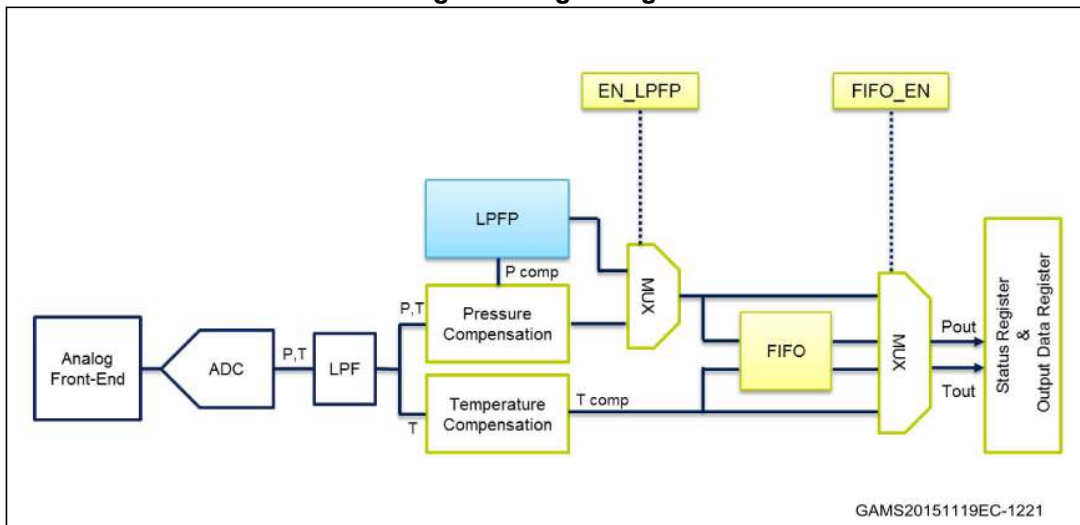 EN_LPFP
FIFO_EN
LPFP
P comp
P,T
Pressure
Compensation
MUX
Analog
Front-End
ADC
P,T
LPF
T
Temperature
Compensation
T comp
FIFO
MUX
Pout
Tout
Status Register
&
Output Data Register
GAMS20151119EC-1221